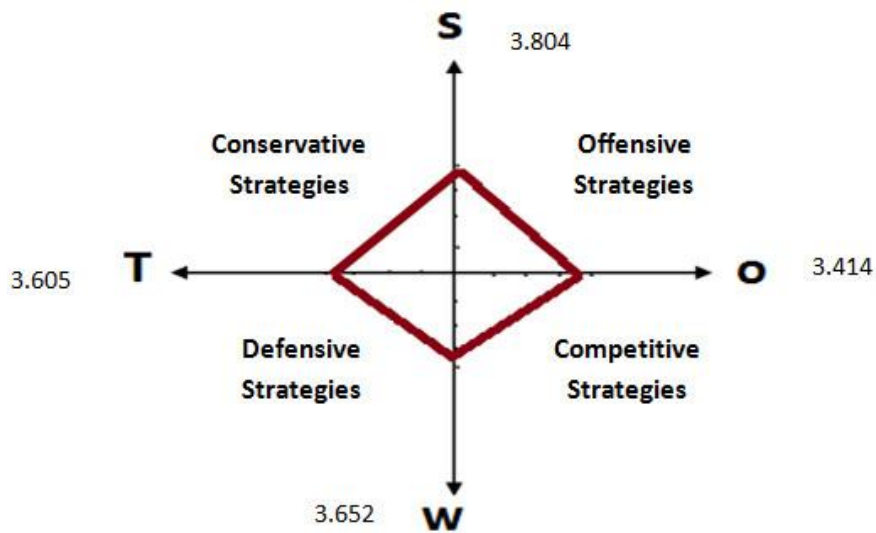 S
3.804
Conservative
Strategies
Offensive
Strategies
3.605
T
O
3.414
Defensive
Strategies
Competitive
Strategies
3.652
W